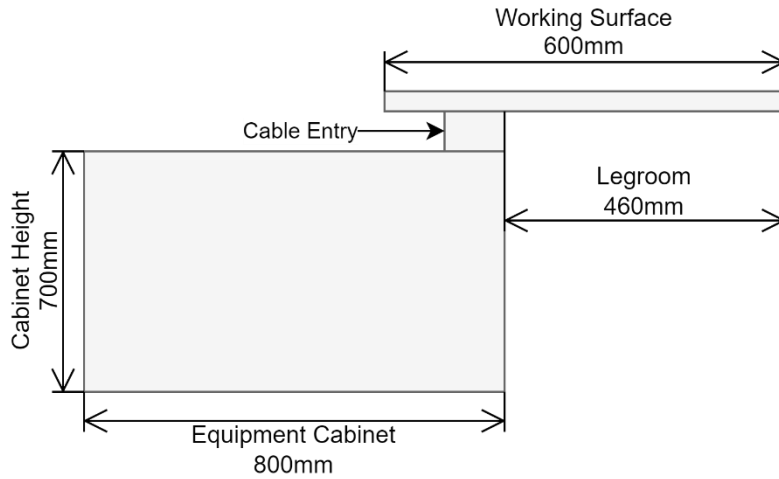 Working Surface
600mm
Cable Entry
Legroom
460mm
Cabinet Height
700mm
Equipment Cabinet
800mm